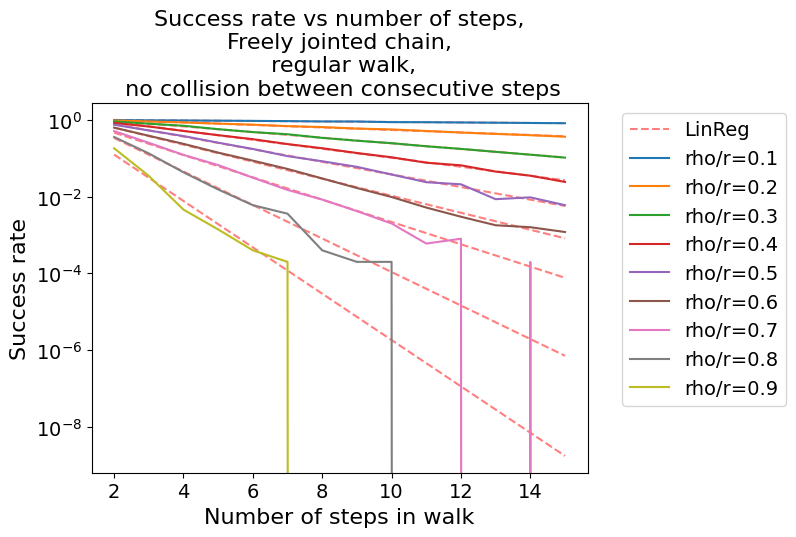 Success rate vs number of steps,
Freely jointed chain,
regular walk,
no collision between consecutive steps
Success rate
10^0
10^-2
10^-4
10^-6
10^-8
2 4 6 8 10 12 14
Number of steps in walk
LinReg
rho/r=0.1
rho/r=0.2
rho/r=0.3
rho/r=0.4
rho/r=0.5
rho/r=0.6
rho/r=0.7
rho/r=0.8
rho/r=0.9